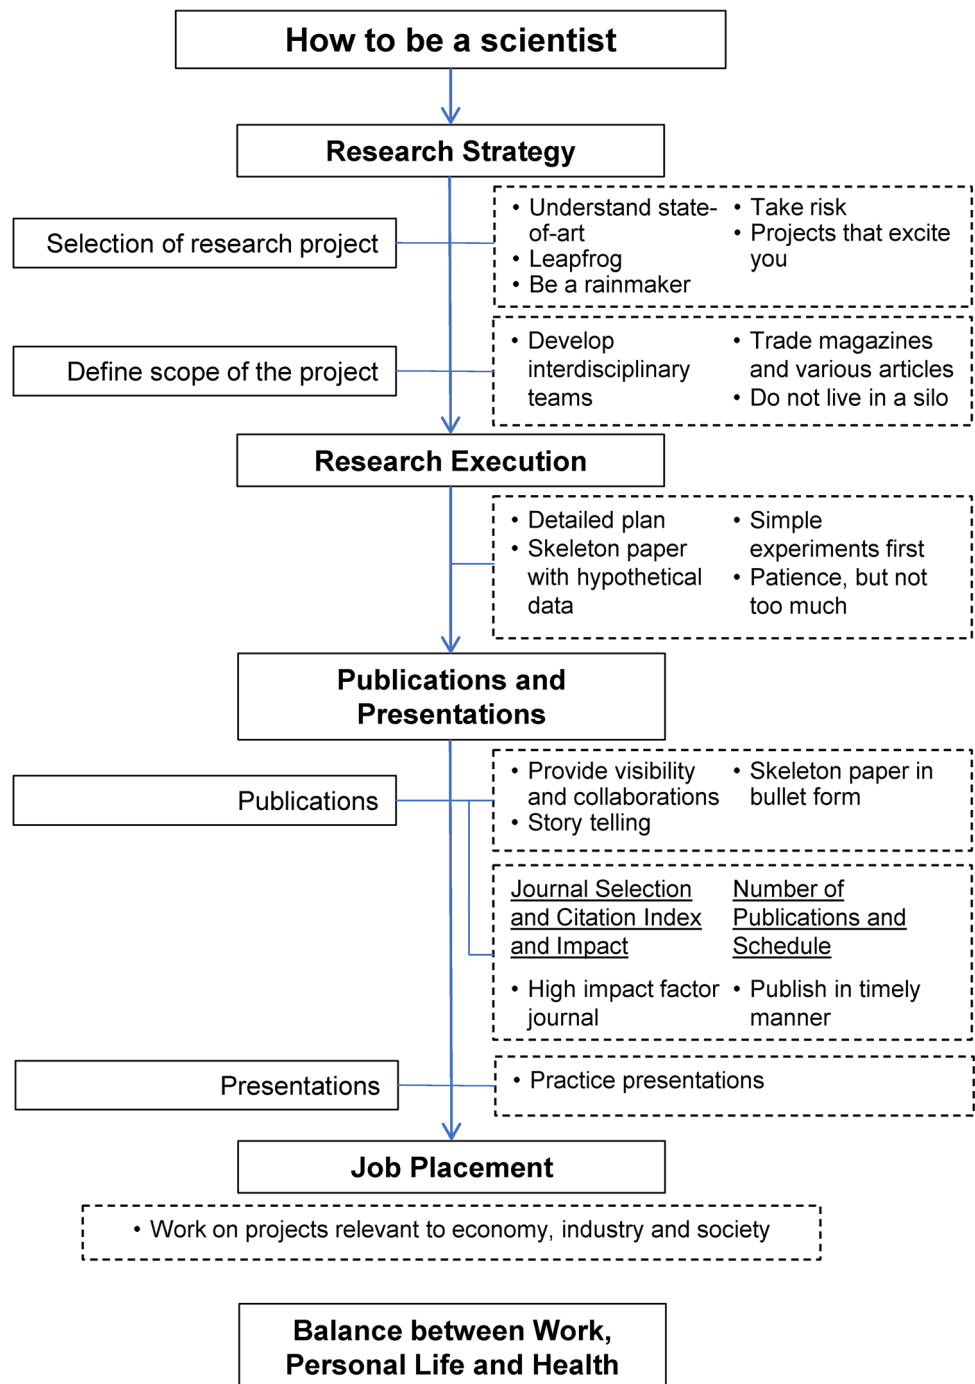 How to be a scientist
Research Strategy
Selection of research project
• Understand state-
of-art
• Leapfrog
• Be a rainmaker
• Take risk
• Projects that excite
you
Define scope of the project
• Develop
interdisciplinary
teams
• Trade magazines
and various articles
• Do not live in a silo
Research Execution
• Detailed plan
• Skeleton paper
with hypothetical
data
• Simple
experiments first
• Patience, but not
too much
Publications and
Presentations
Publications
• Provide visibility
and collaborations
• Story telling
• Skeleton paper in
bullet form
Journal Selection
and Citation Index
and Impact
• High impact factor
journal
Number of
Publications and
Schedule
• Publish in timely
manner
Presentations
• Practice presentations
Job Placement
• Work on projects relevant to economy, industry and society
Balance between Work,
Personal Life and Health